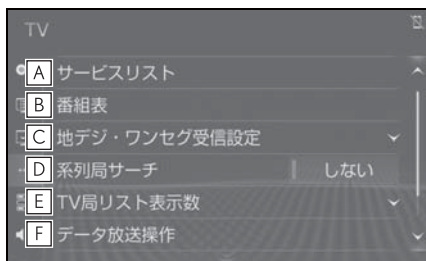 TV
A サービスリスト
B 番組表
C 地デジ・ワンセグ受信設定
D 系列局サーチ しない
E TV局リスト表示数
F データ放送操作